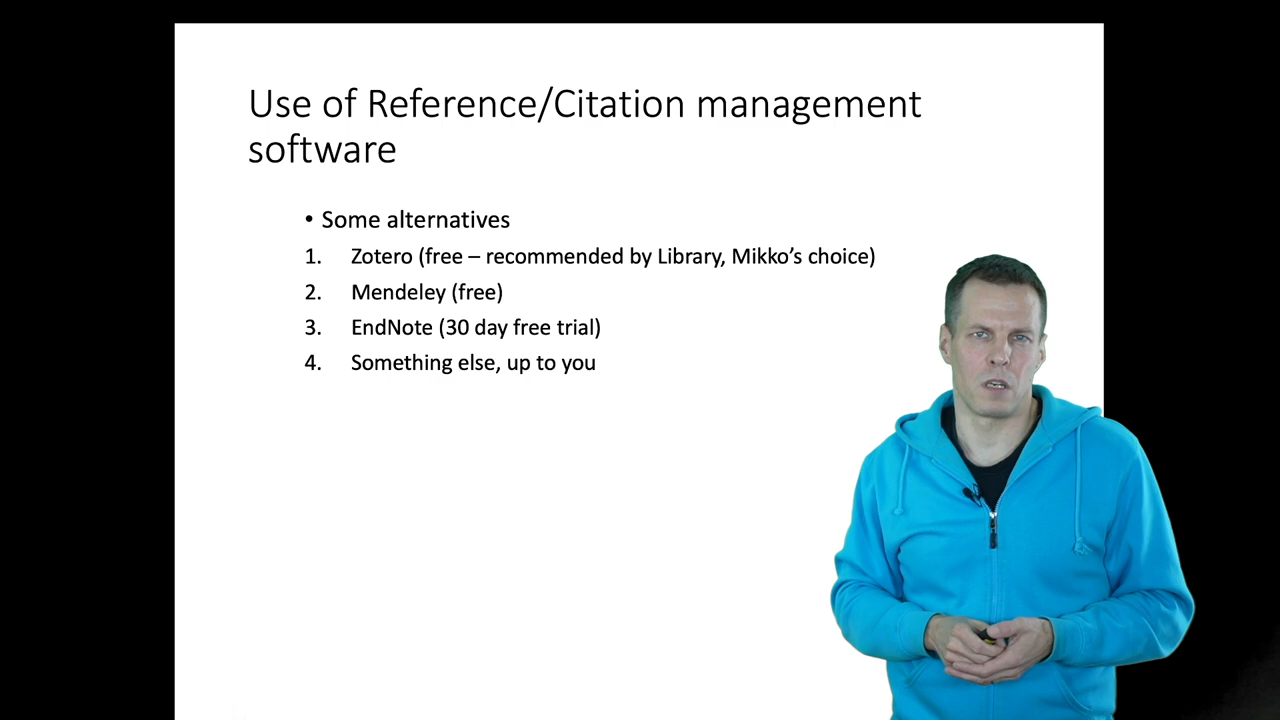 Use of Reference/Citation management
software
• Some alternatives
1. Zotero (free – recommended by Library, Mikko’s choice)
2. Mendeley (free)
3. EndNote (30 day free trial)
4. Something else, up to you